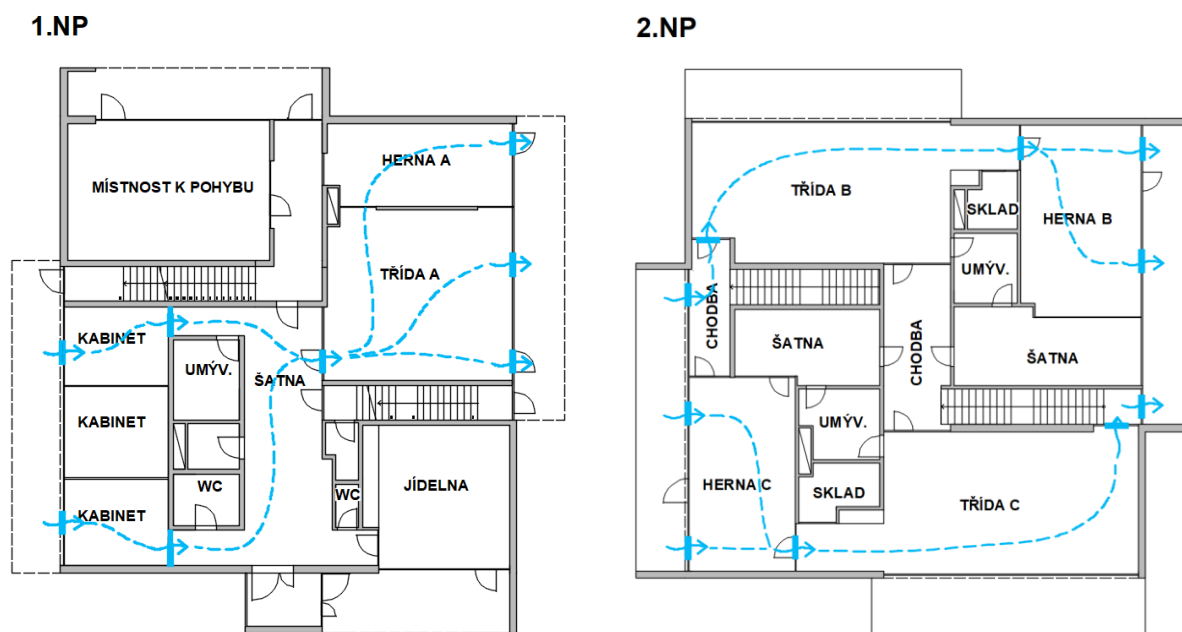 1.NP
2.NP
HERNA A
MÍSTNOST K POHYBU
TŘÍDA A
KABINET
UMÝV.
ŠATNA
KABINET
WC
KABINET
WC
JÍDELNA
TŘÍDA B
SKLAD
HERNA B
UMÝV.
CHODBA
ŠATNA
CHODBA
ŠATNA
UMÝV.
HERNA C
SKLAD
TŘÍDA C